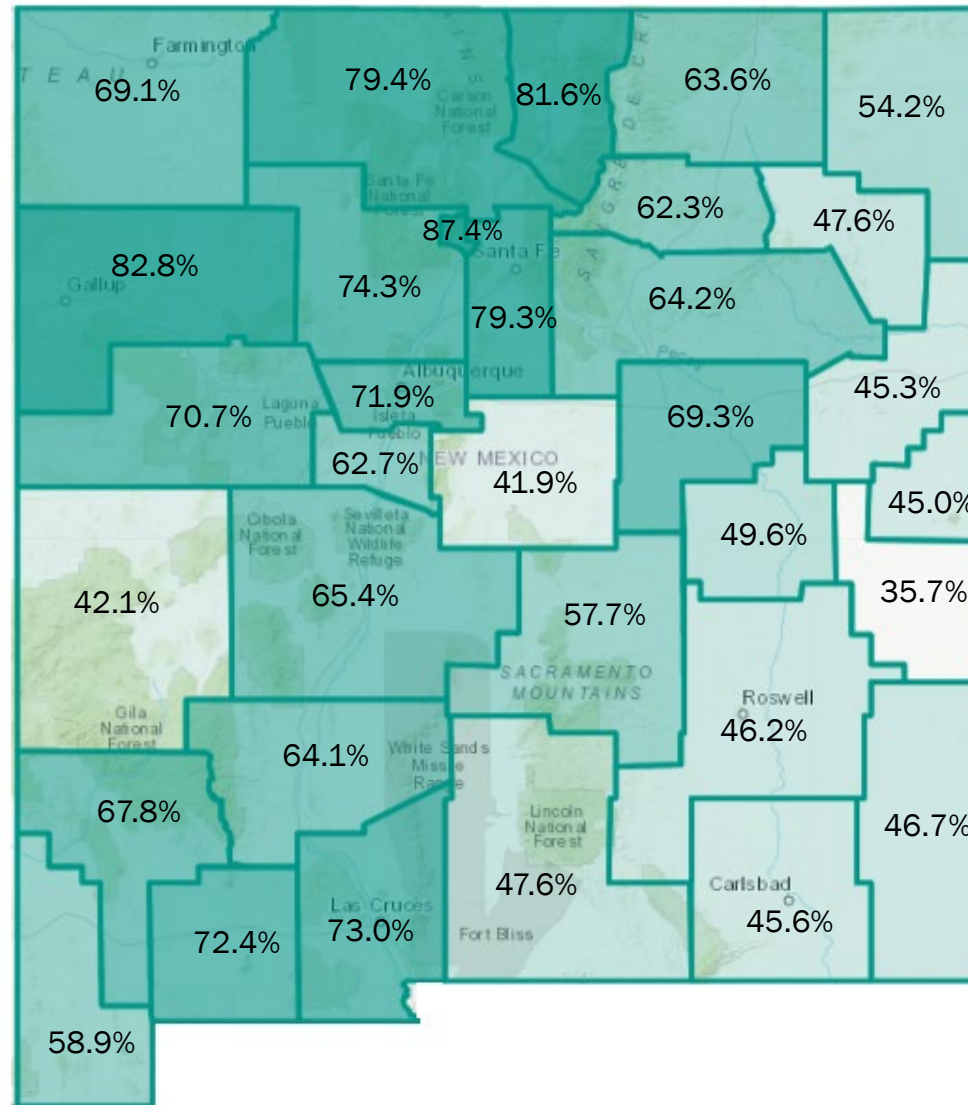 Farmington
T E A U
69.1%
79.4%
Carson
National
Forest
81.6%
63.6%
54.2%
Santa Fe
National
Forest
62.3%
47.6%
87.4%
Santa Fe
82.8%
Gallup
74.3%
79.3%
64.2%
Pecos
Albuquerque
71.9%
45.3%
Laguna
Pueblo
70.7%
Isleta
Pueblo
69.3%
62.7%
NEW MEXICO
41.9%
45.0%
Cibola
National
Forest
Sevilleta
National
Wildlife
Refuge
49.6%
42.1%
65.4%
57.7%
35.7%
SACRAMENTO
MOUNTAINS
Gila
National
Forest
Roswell
46.2%
64.1%
White Sands
Missile
Range
67.8%
Lincoln
National
Forest
46.7%
47.6%
Carlsbad
45.6%
Las Cruces
73.0%
72.4%
Fort Bliss
58.9%